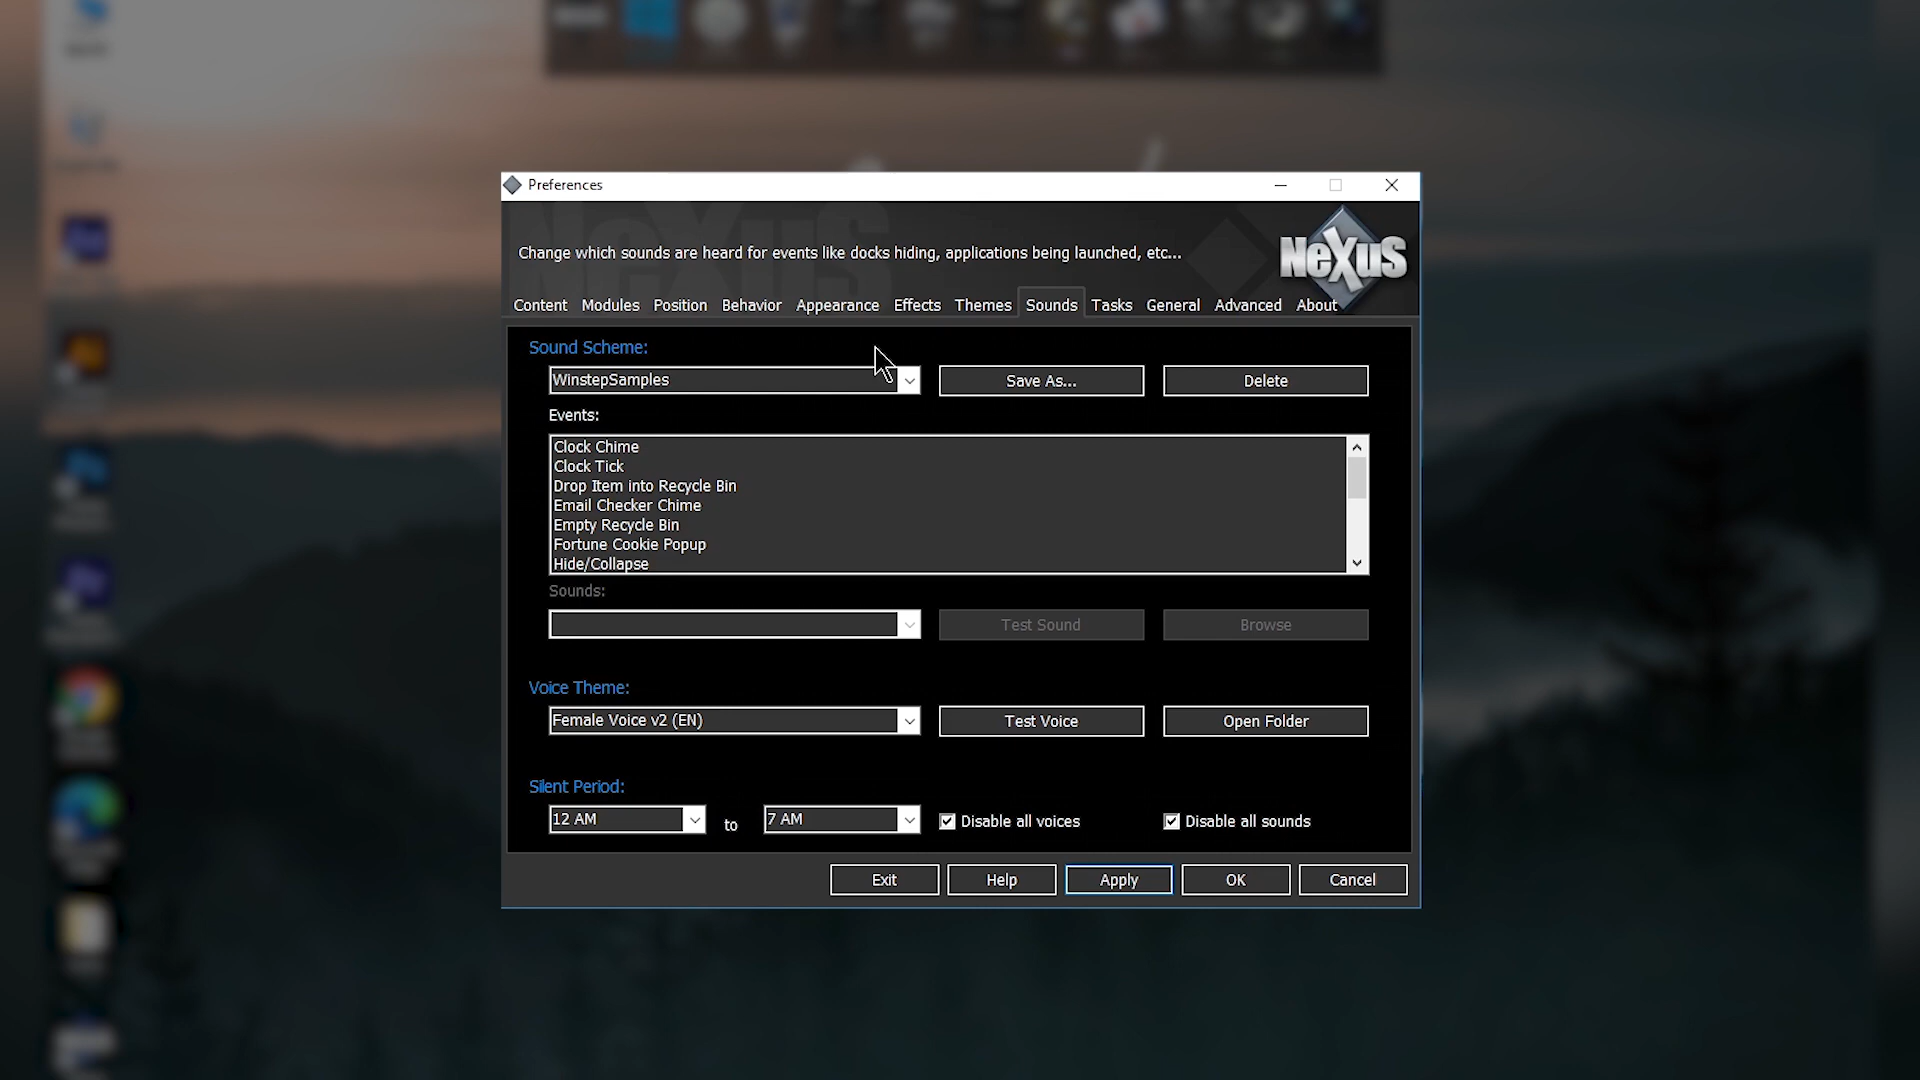 Preferences
Change which sounds are heard for events like docks hiding, applications being launched, etc...
NeXuS
Content Modules Position Behavior Appearance Effects Themes Sounds Tasks General Advanced About
Sound Scheme:
WinstepSamples Save As... Delete
Events:
Clock Chime
Clock Tick
Drop Item into Recycle Bin
Email Checker Chime
Empty Recycle Bin
Fortune Cookie Popup
Hide/Collapse
Sounds:
Test Sound Browse
Voice Theme:
Female Voice v2 (EN) Test Voice Open Folder
Silent Period:
12 AM to 7 AM Disable all voices Disable all sounds
Exit Help Apply OK Cancel